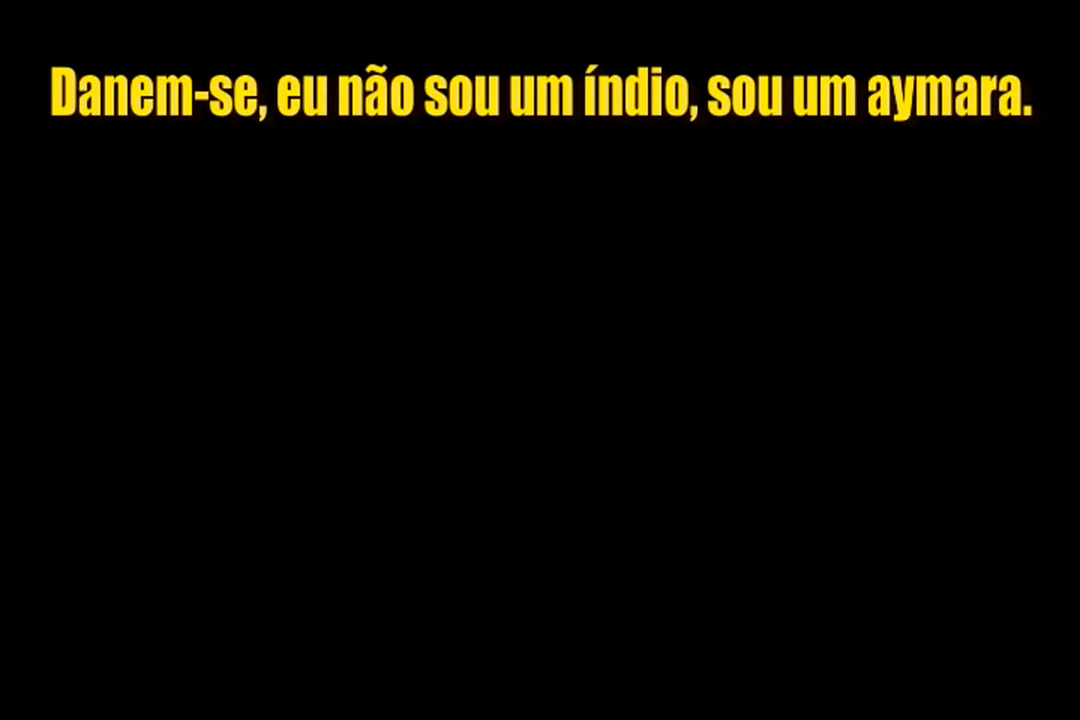 Danem-se, eu não sou um índio, sou um aymara.